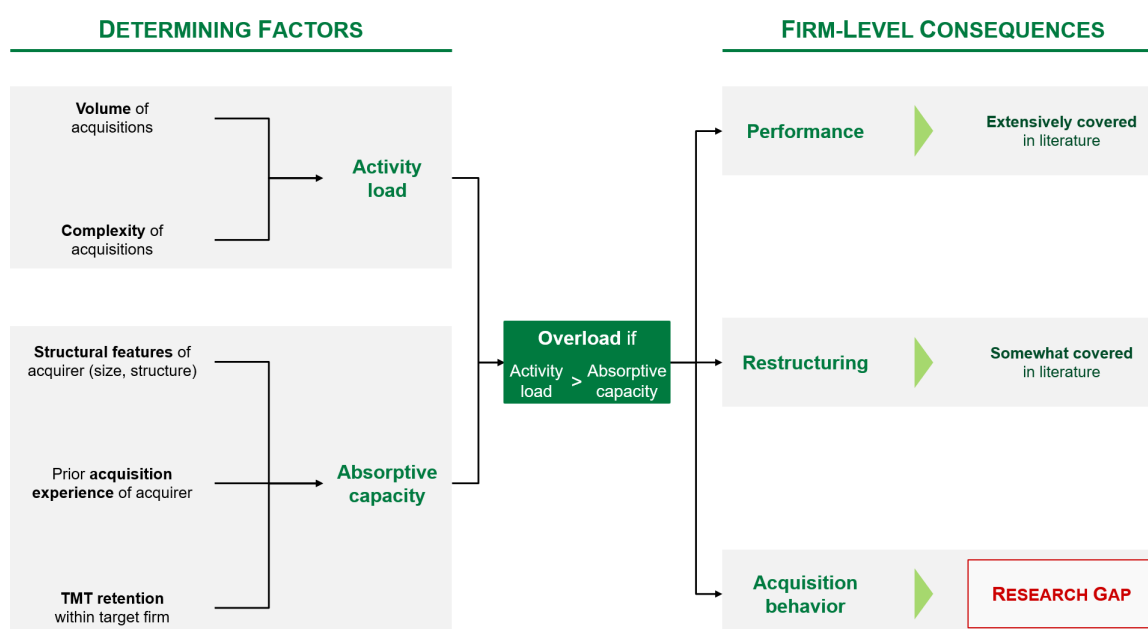 DETERMINING FACTORS
Volume of
acquisitions
Complexity of
acquisitions
Activity
load
Structural features of
acquirer (size, structure)
Prior acquisition
experience of acquirer
TMT retention
within target firm
Absorptive
capacity
Overload if
Activity
load
>
Absorptive
capacity
FIRM-LEVEL CONSEQUENCES
Performance
Extensively covered
in literature
Restructuring
Somewhat covered
in literature
Acquisition
behavior
RESEARCH GAP